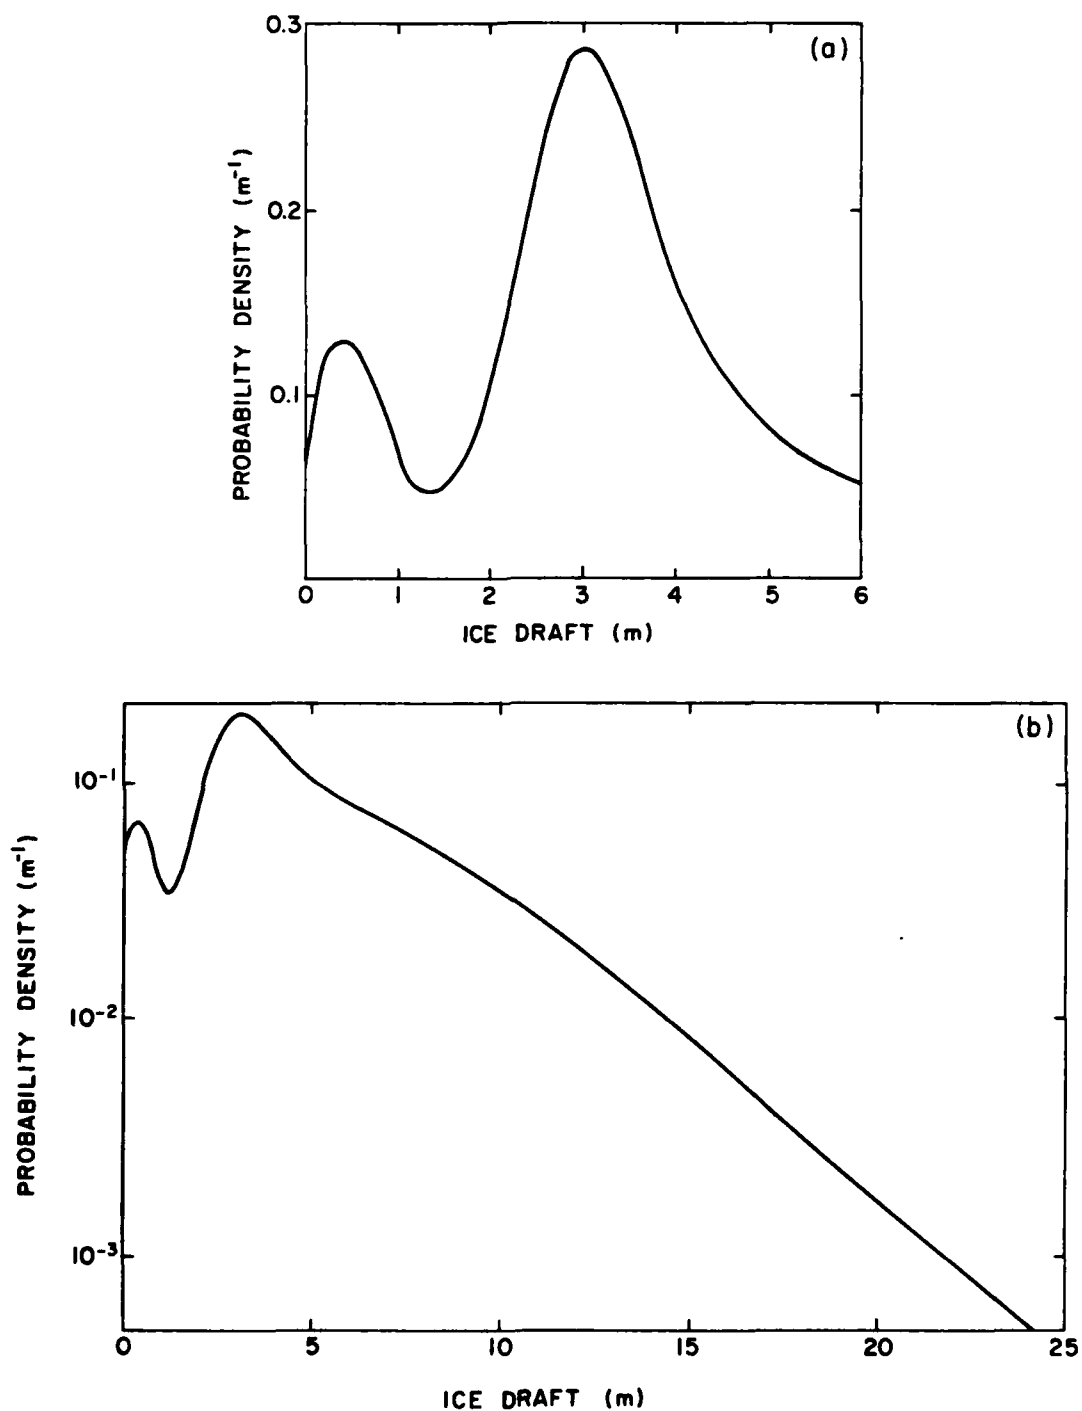 (a)
PROBABILITY DENSITY (m⁻¹)
0.3
0.2
0.1
0 1 2 3 4 5 6
ICE DRAFT (m)
(b)
PROBABILITY DENSITY (m⁻¹)
10⁻¹
10⁻²
10⁻³
0 5 10 15 20 25
ICE DRAFT (m)